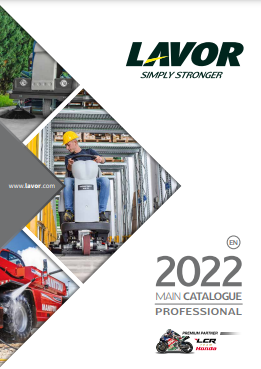 LAVOR
SIMPLY STRONGER
www.lavor.com
EN
2022
MAIN CATALOGUE
PROFESSIONAL
PREMIUM PARTNER
LCR
Honda